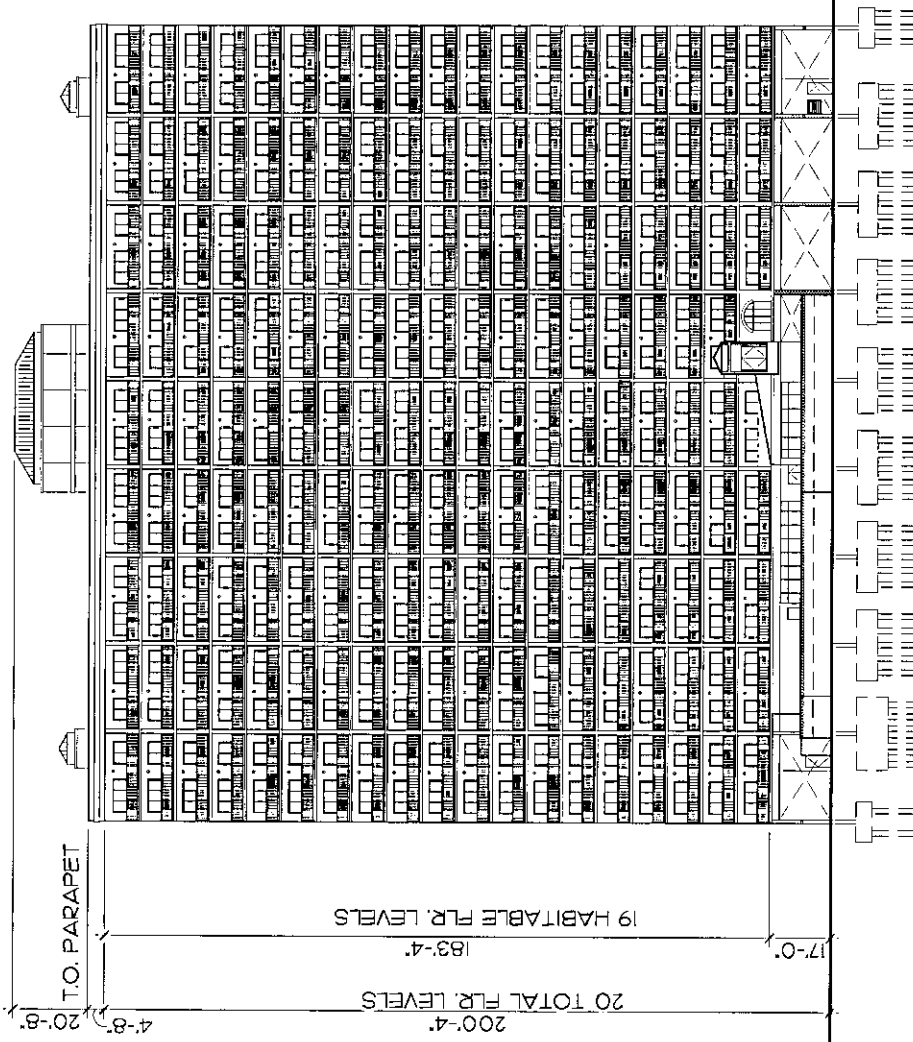 T.O. PARAPET
20'-8"
4'-8"
200'-4"
20 TOTAL FLR. LEVELS
183'-4"
19 HABITABLE FLR. LEVELS
17'-0"